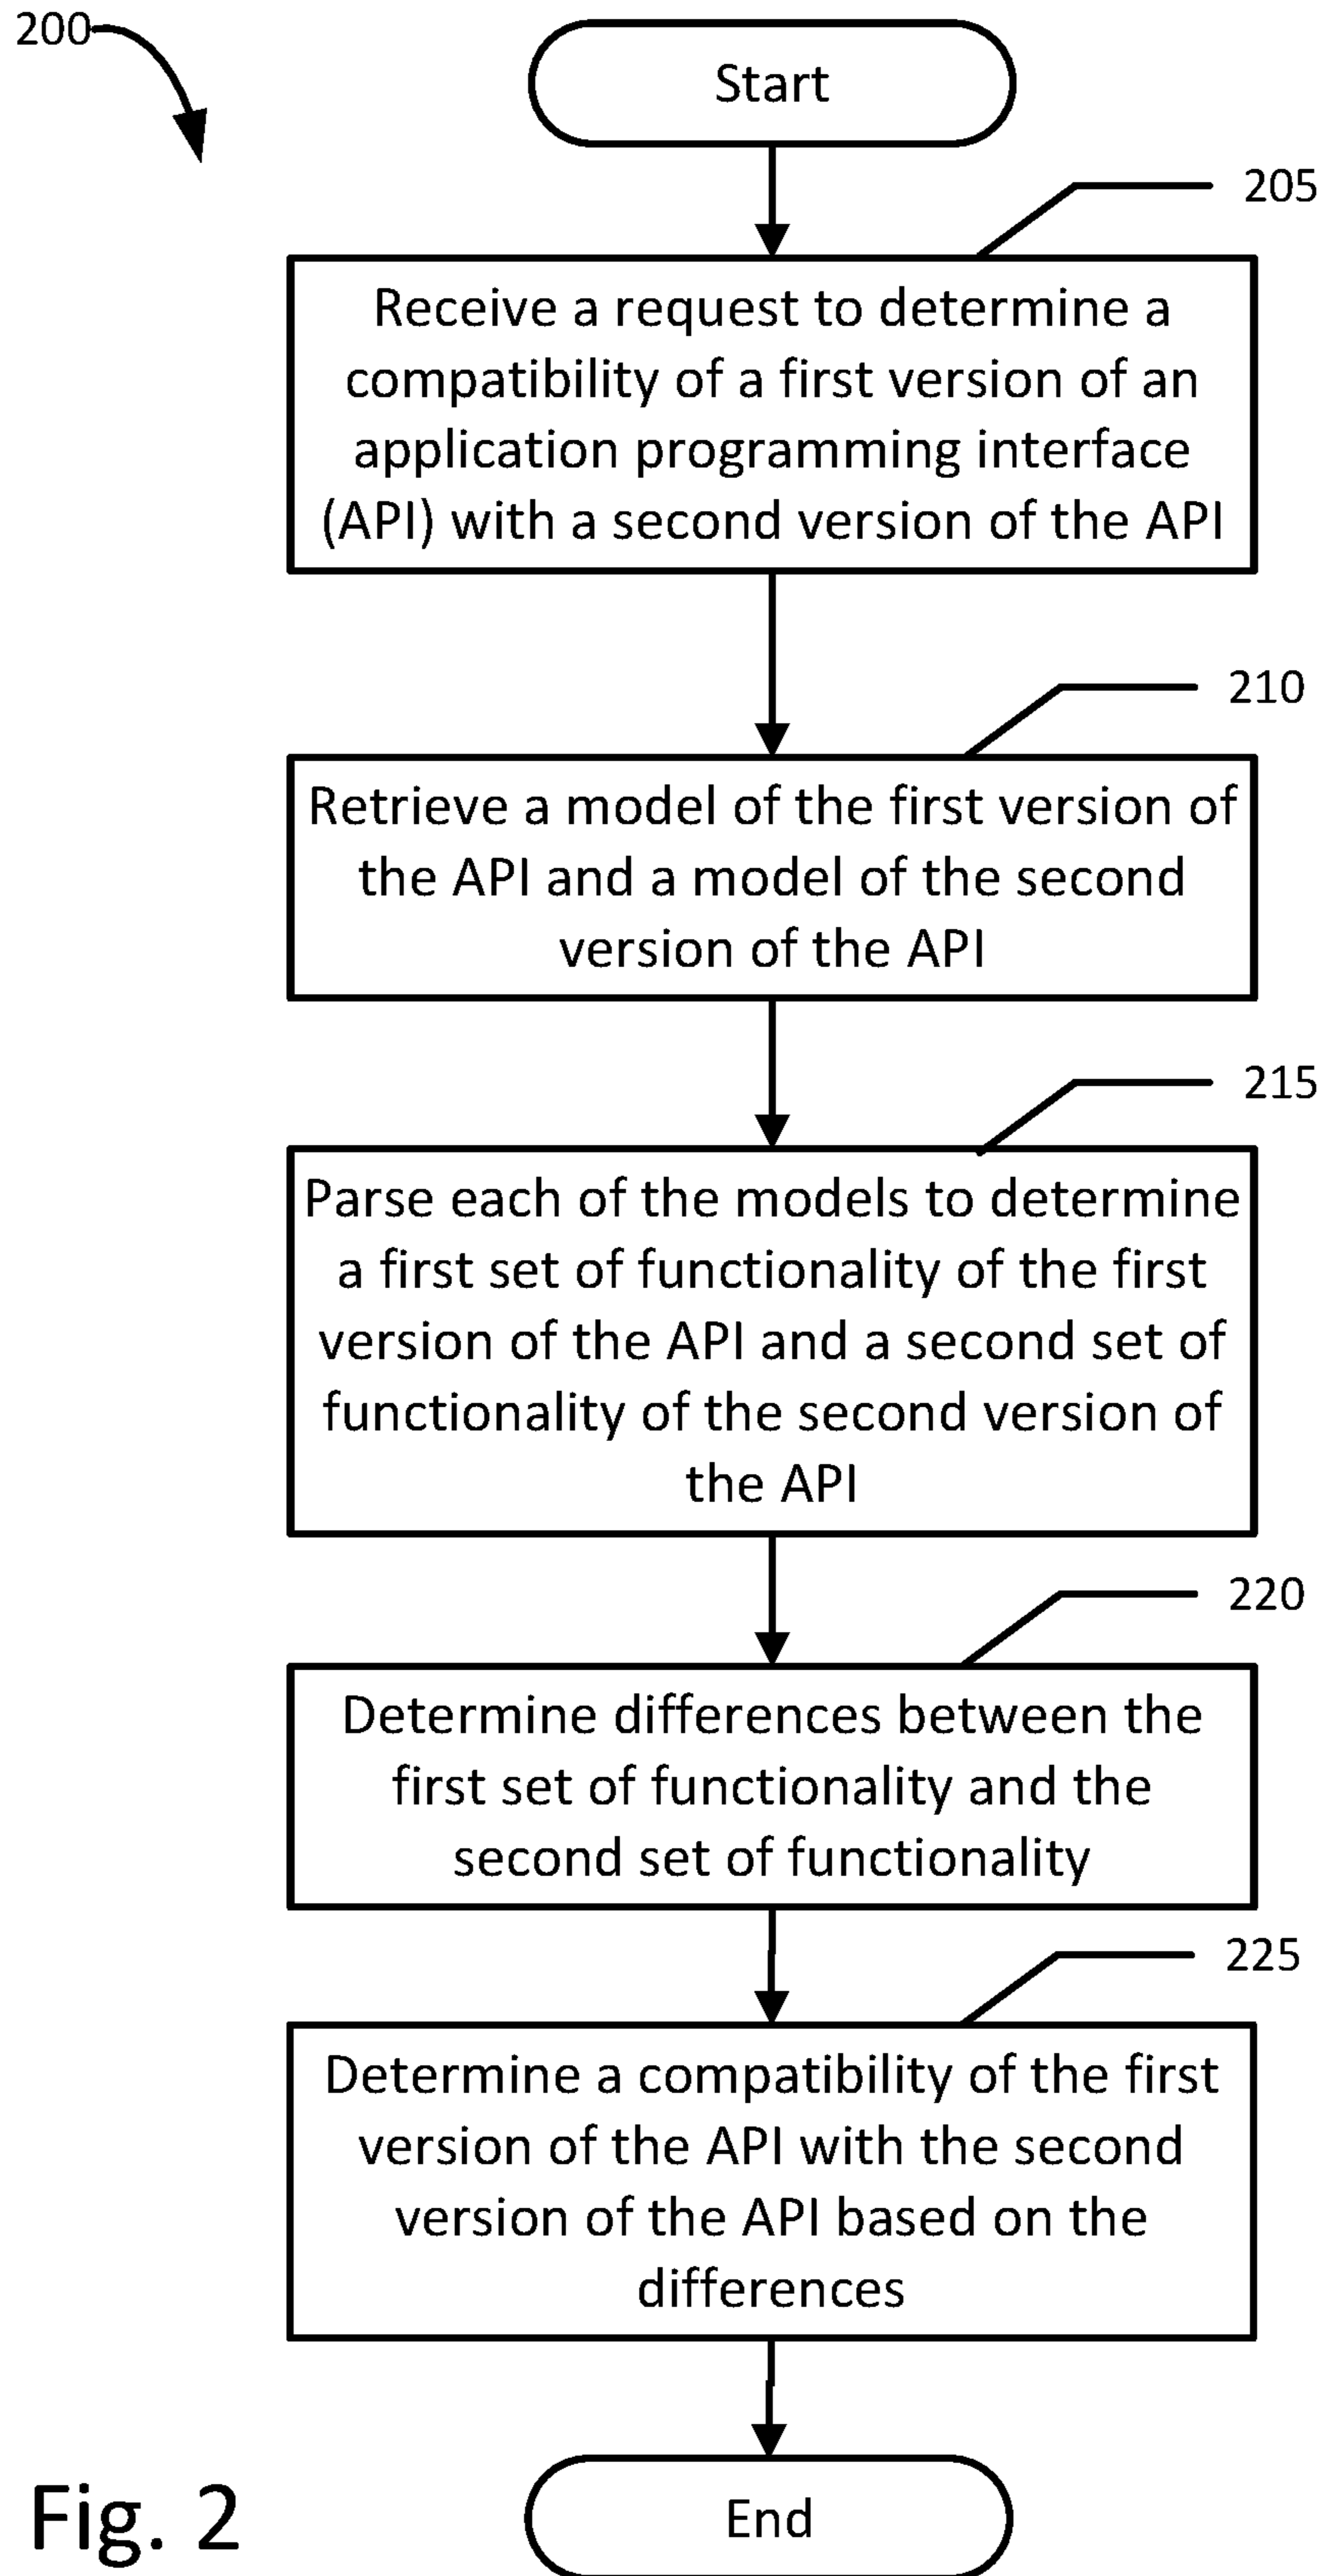 200
Start
205
Receive a request to determine a
compatibility of a first version of an
application programming interface
(API) with a second version of the API
210
Retrieve a model of the first version of
the API and a model of the second
version of the API
215
Parse each of the models to determine
a first set of functionality of the first
version of the API and a second set of
functionality of the second version of
the API
220
Determine differences between the
first set of functionality and the
second set of functionality
225
Determine a compatibility of the first
version of the API with the second
version of the API based on the
differences
End
Fig. 2